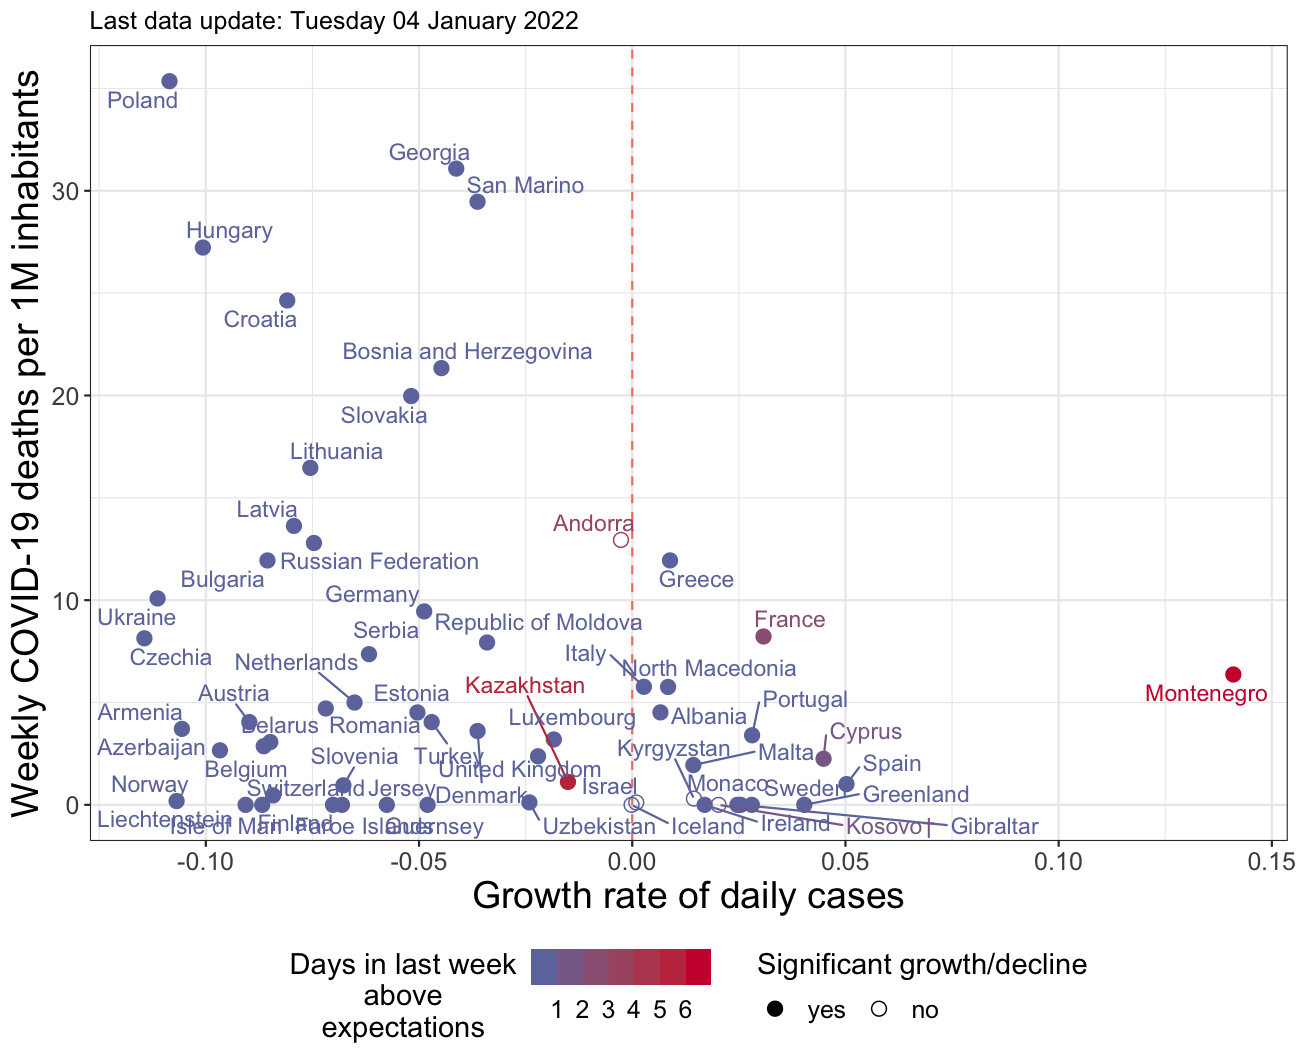 Last data update: Tuesday 04 January 2022
Weekly COVID-19 deaths per 1M inhabitants
30
20
10
0
Poland
Georgia
San Marino
Hungary
Croatia
Bosnia and Herzegovina
Slovakia
Lithuania
Latvia
Andorra
Russian Federation
Bulgaria
Greece
Germany
Ukraine
France
Republic of Moldova
Serbia
Italy
Czechia
Netherlands
North Macedonia
Kazakhstan
Austria
Estonia
Montenegro
Portugal
Armenia
Belarus
Romania
Luxembourg
Albania
Cyprus
Azerbaijan
Slovenia
Turkey
Kyrgyzstan
Malta
Belgium
United Kingdom
Spain
Norway
Switzerland
Jersey
Denmark
Israel
Monaco
Sweden
Greenland
Liechtenstein
Isle of Man
Finland
Faroe Islands
Guernsey
Uzbekistan
Iceland
Ireland
Kosovo†
Gibraltar
-0.10
-0.05
0.00
0.05
0.10
0.15
Growth rate of daily cases
Days in last week
above
expectations
1 2 3 4 5 6
Significant growth/decline
yes
no